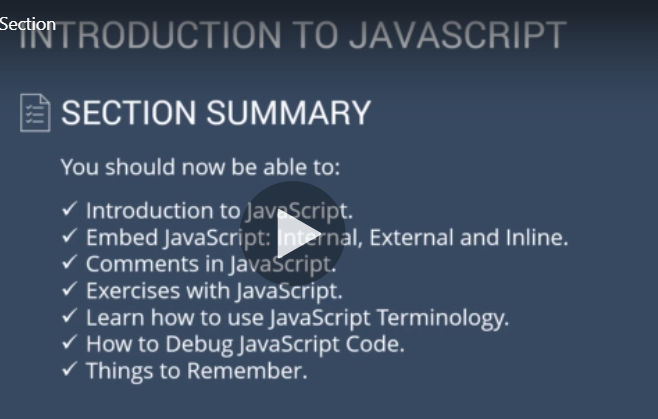 Section
INTRODUCTION TO JAVASCRIPT
SECTION SUMMARY
You should now be able to:
✓ Introduction to JavaScript.
✓ Embed JavaScript: Internal, External and Inline.
✓ Comments in JavaScript.
✓ Exercises with JavaScript.
✓ Learn how to use JavaScript Terminology.
✓ How to Debug JavaScript Code.
✓ Things to Remember.